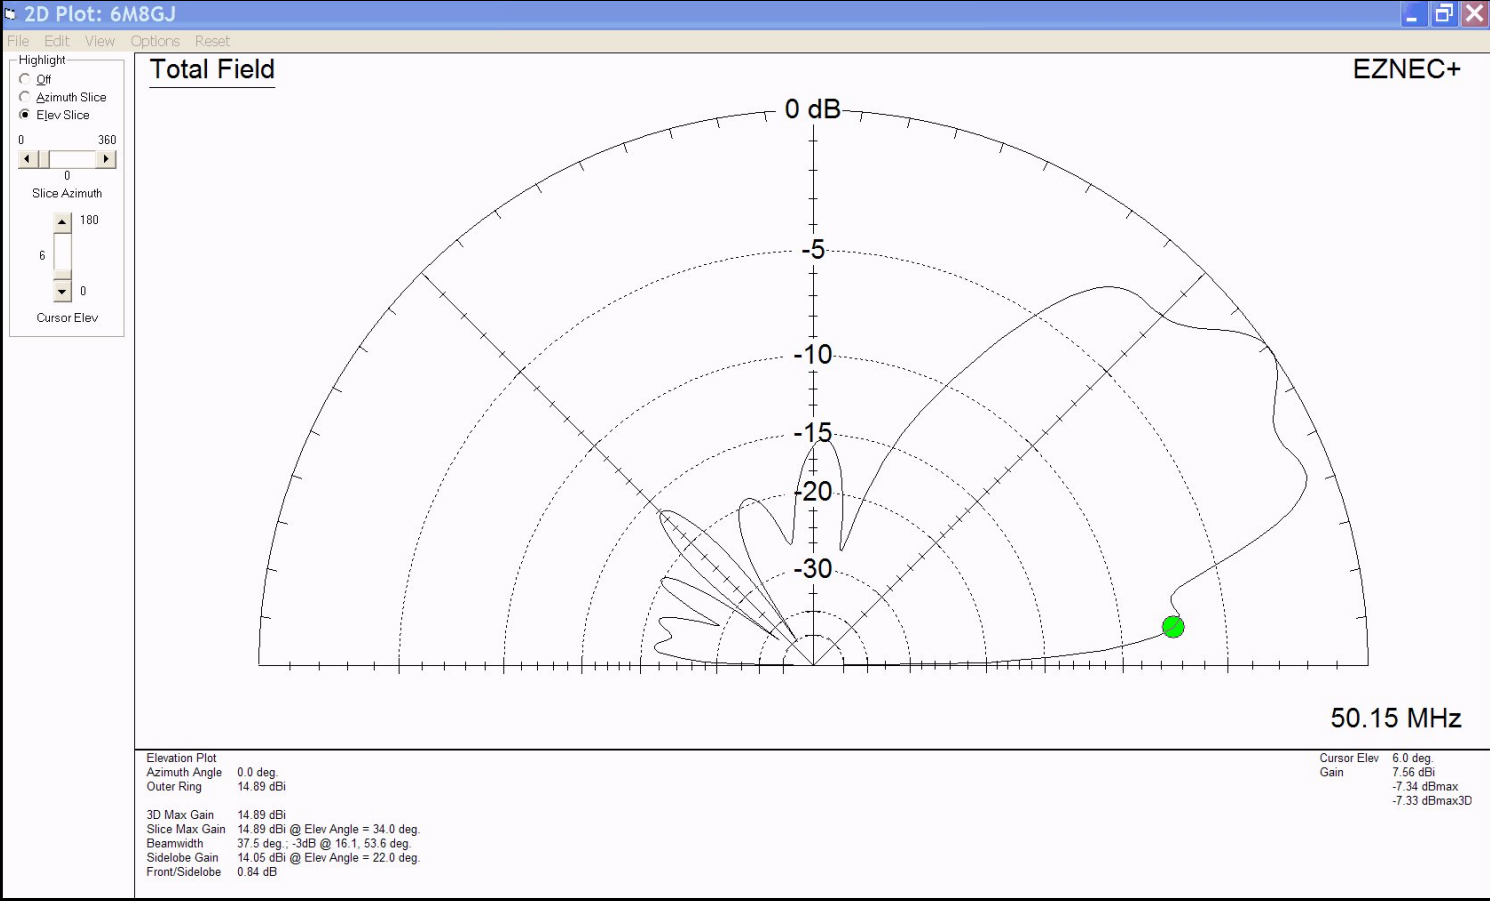 2D Plot: 6M8GJ
File Edit View Options Reset
Highlight
Off
Azimuth Slice
Elev Slice
0 360
0
Slice Azimuth
180
6
0
Cursor Elev
Total Field
EZNEC+
0 dB
-5
-10
-15
-20
-30
50.15 MHz
Elevation Plot
Azimuth Angle 0.0 deg.
Outer Ring 14.89 dBi
3D Max Gain 14.89 dBi
Slice Max Gain 14.89 dBi @ Elev Angle = 34.0 deg.
Beamwidth 37.5 deg.; -3dB @ 16.1, 53.6 deg.
Sidelobe Gain 14.05 dBi @ Elev Angle = 22.0 deg.
Front/Sidelobe 0.84 dB
Cursor Elev 6.0 deg.
Gain 7.56 dBi
-7.34 dBmax
-7.33 dBmax3D